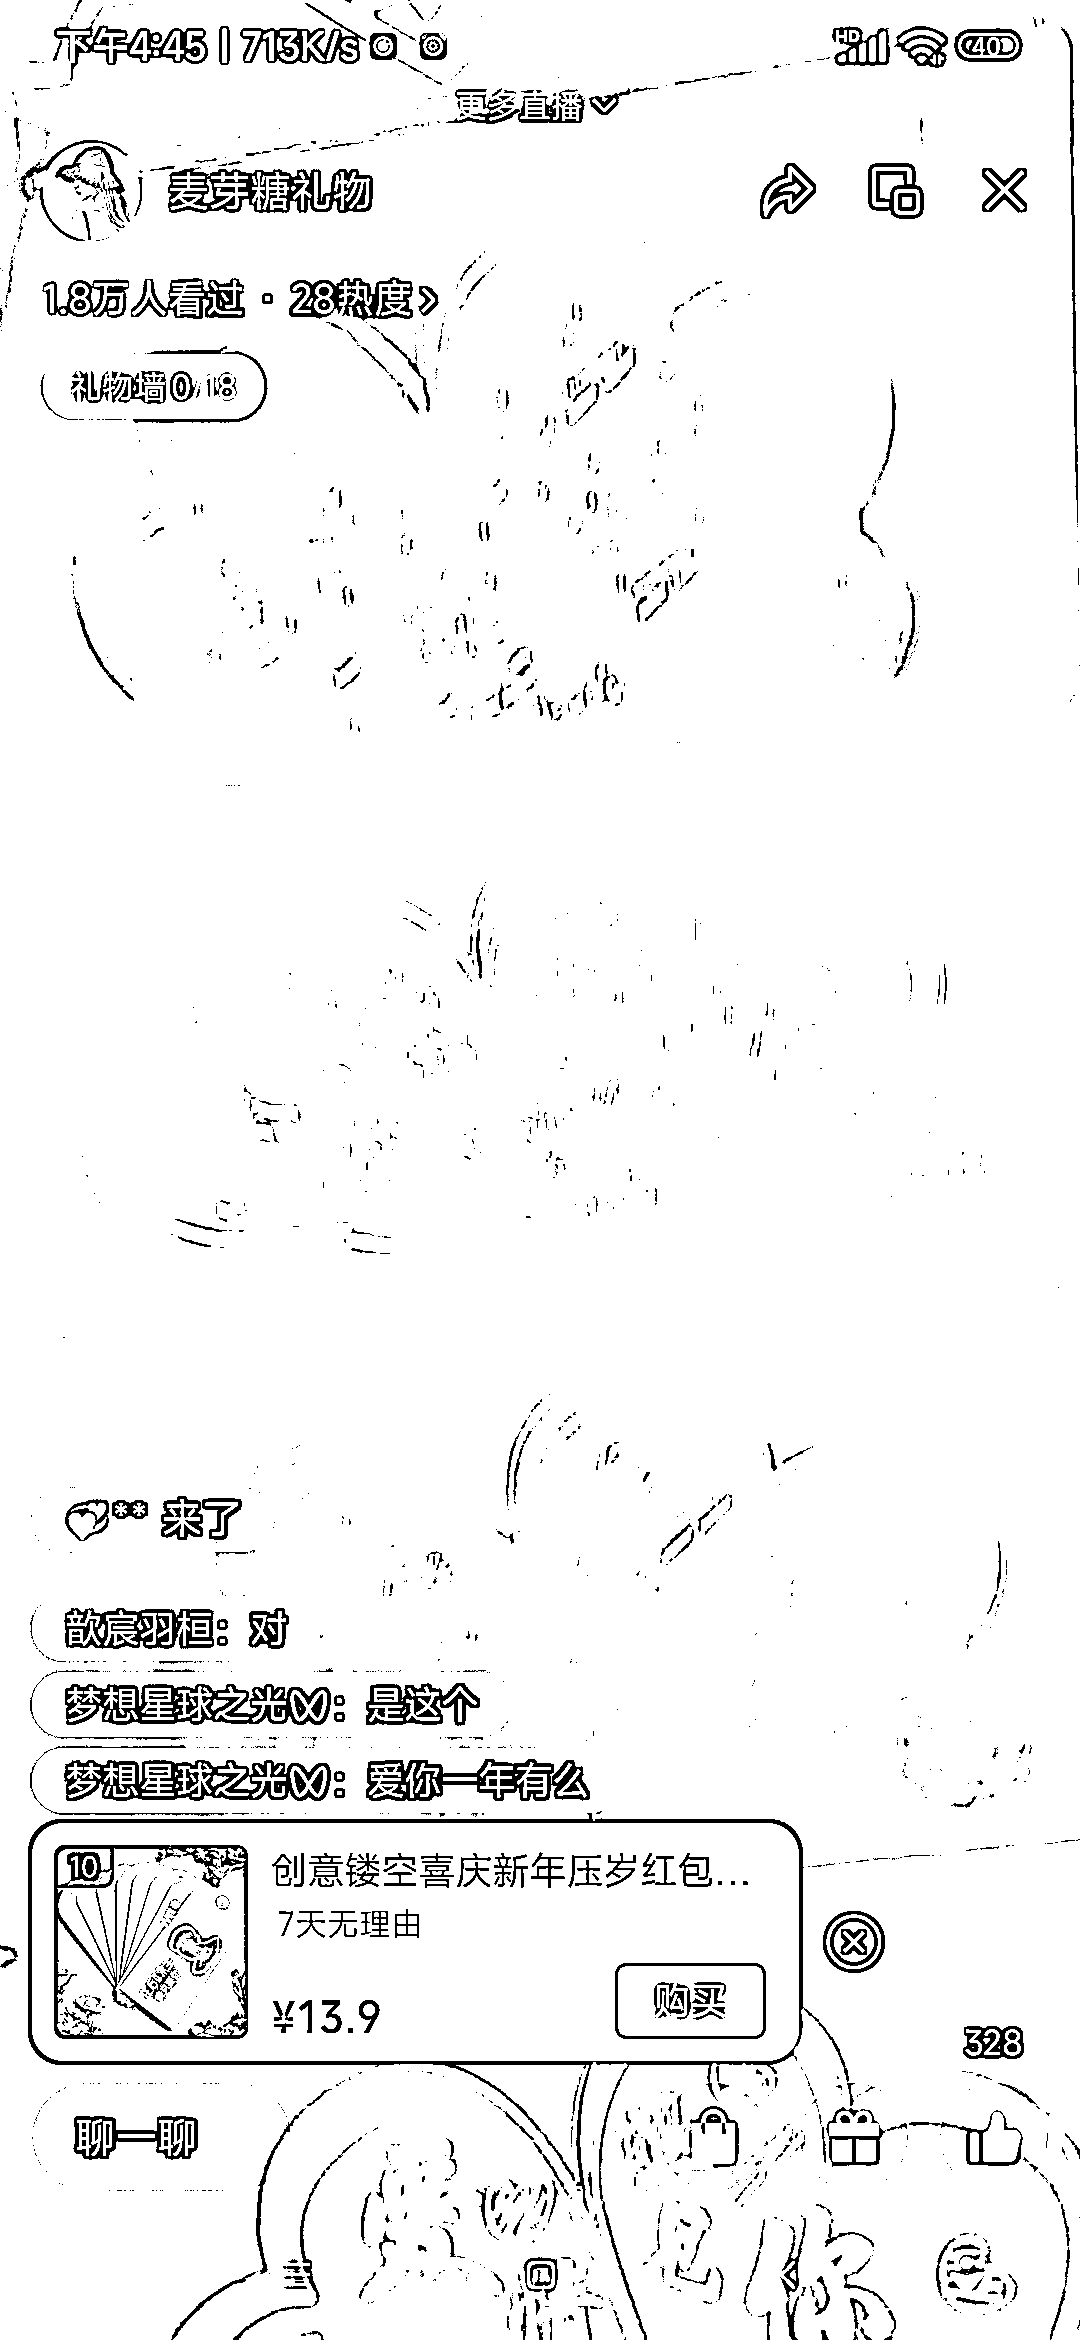 下午4:45 | 713K/s
HD 40
更多直播
麦芽糖礼物
1.8万人看过 · 28热度 >
礼物墙0/18
** 来了
歆宸羽桓：对
梦想星球之光：是这个
梦想星球之光：爱你一年有么
10
创意镂空喜庆新年压岁红包...
7天无理由
¥13.9
购买
328
聊一聊
你